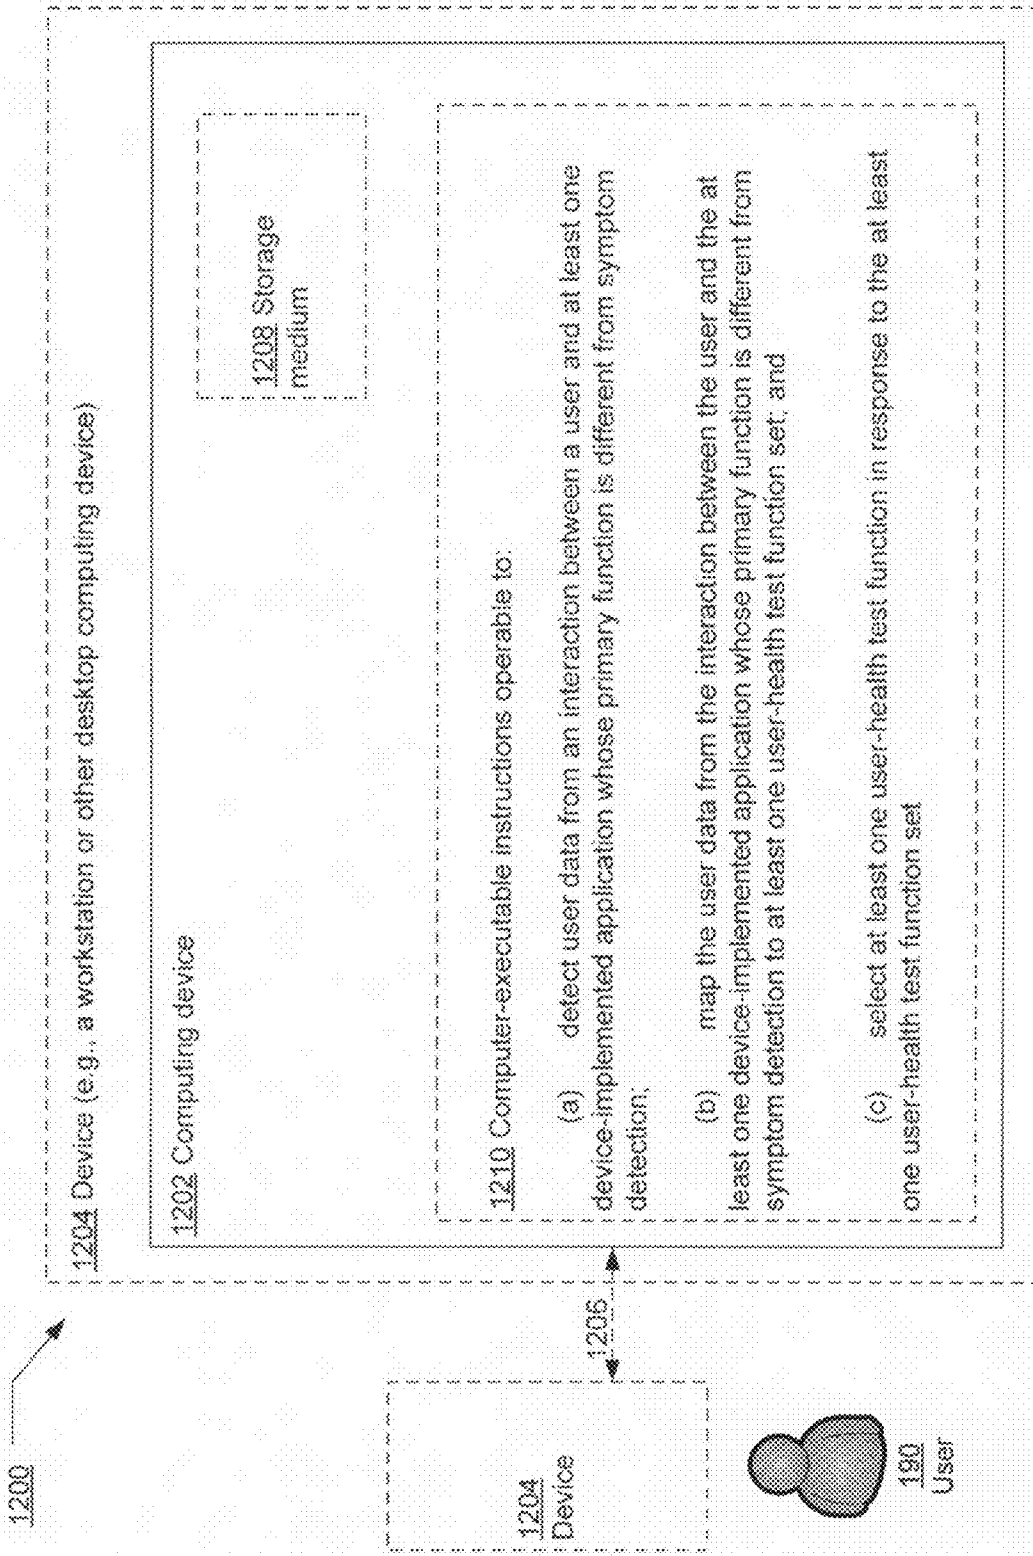 1200
1204 Device (e.g., a workstation or other desktop computing device)
1202 Computing device
1208 Storage
medium
1210 Computer-executable instructions operable to:
(a) detect user data from an interaction between a user and at least one
device-implemented application whose primary function is different from symptom
detection;
(b) map the user data from the interaction between the user and the at
least one device-implemented application whose primary function is different from
symptom detection to at least one user-health test function set; and
(c) select at least one user-health test function in response to the at least
one user-health test function set
1206
1204
Device
190
User